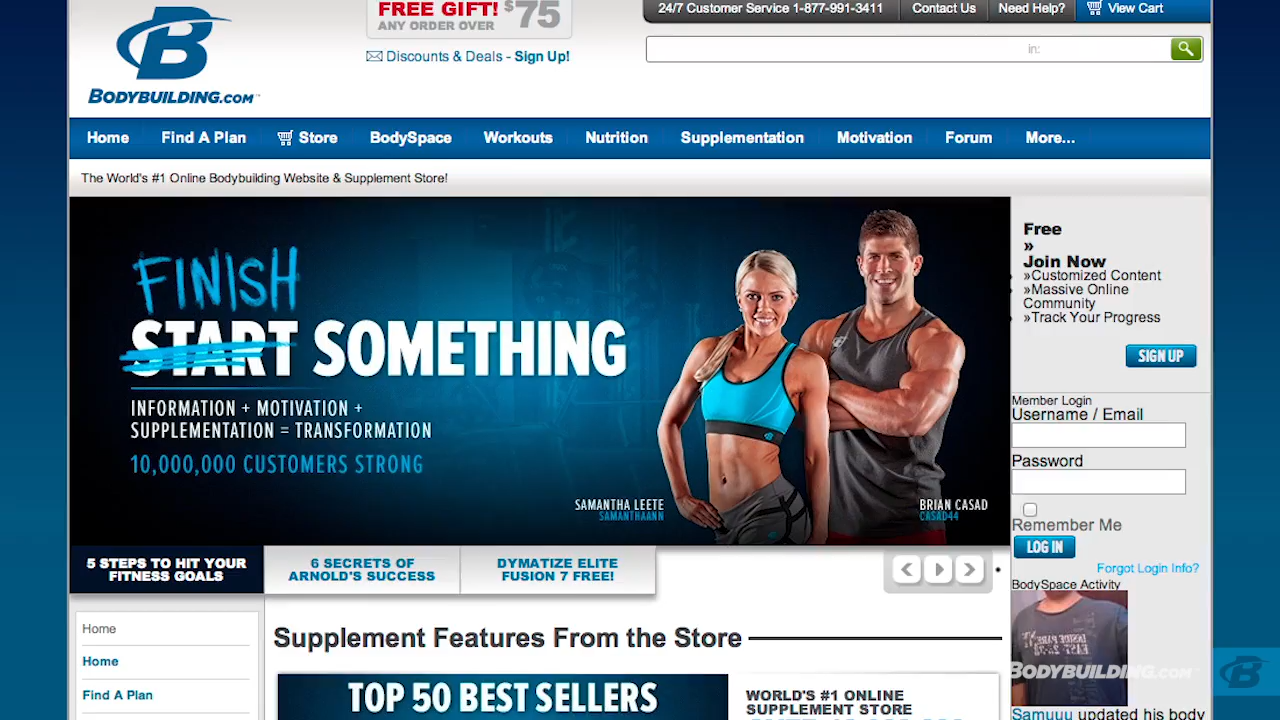 FREE GIFT! $75
ANY ORDER OVER
24/7 Customer Service 1-877-991-3411
Contact Us
Need Help?
View Cart
Discounts & Deals - Sign Up!
in:
B
BODYBUILDING.COM
Home
Find A Plan
Store
BodySpace
Workouts
Nutrition
Supplementation
Motivation
Forum
More...
The World's #1 Online Bodybuilding Website & Supplement Store!
FINISH
START SOMETHING
INFORMATION + MOTIVATION +
SUPPLEMENTATION = TRANSFORMATION
10,000,000 CUSTOMERS STRONG
SAMANTHA LEETE
SAMANTHAANN
BRIAN CASAD
CASAD44
Free
»
Join Now
»Customized Content
»Massive Online
Community
»Track Your Progress
SIGN UP
Member Login
Username / Email
Password
Remember Me
LOG IN
Forgot Login Info?
BodySpace Activity
5 STEPS TO HIT YOUR
FITNESS GOALS
6 SECRETS OF
ARNOLD'S SUCCESS
DYMATIZE ELITE
FUSION 7 FREE!
Home
Home
Find A Plan
Supplement Features From the Store
TOP 50 BEST SELLERS
WORLD'S #1 ONLINE
SUPPLEMENT STORE
BODYBUILDING.COM
B
Samuuu updated his body